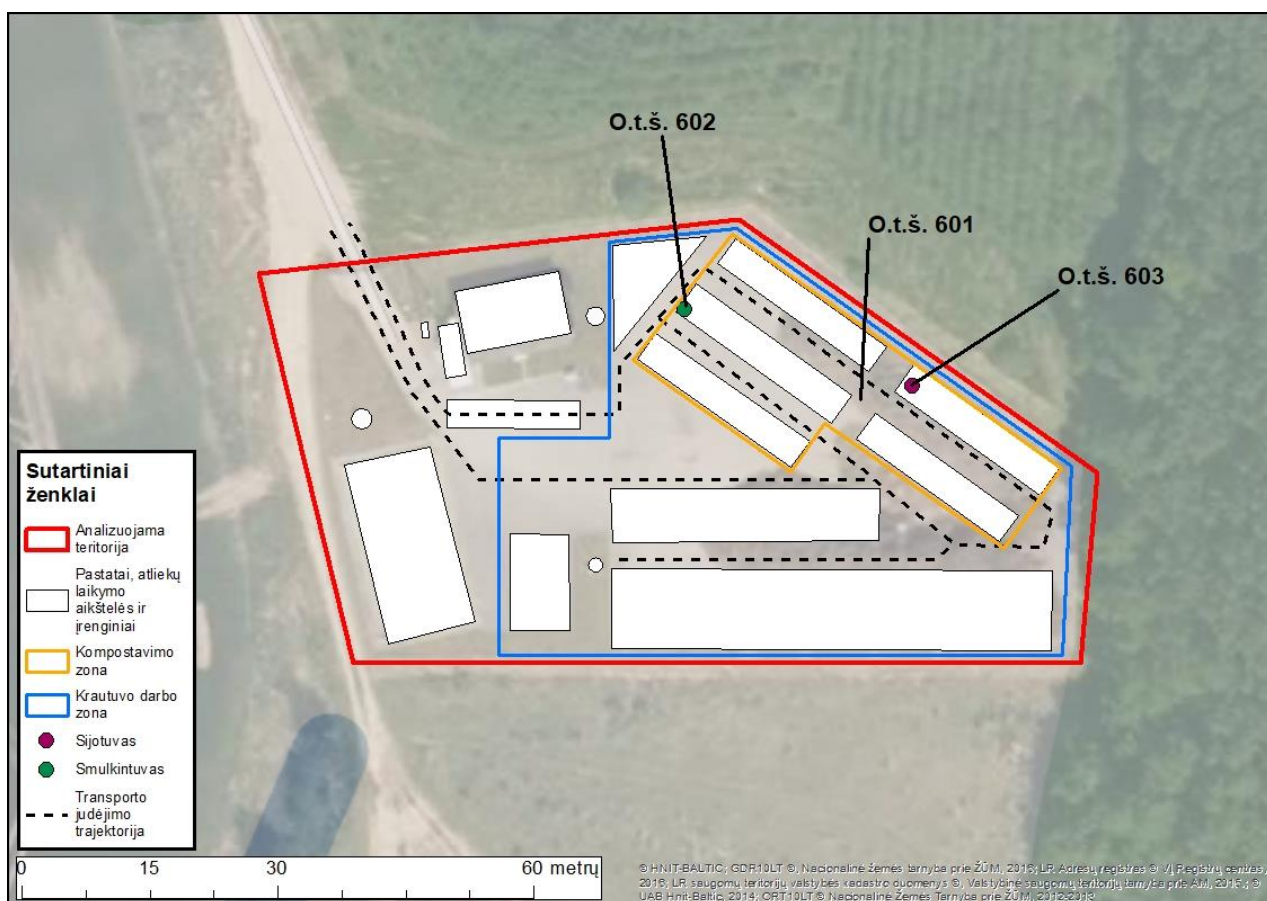 O.t.š. 602
O.t.š. 601
O.t.š. 603
Sutartiniai
ženklai
Analizuojama
teritorija
Pastatai, atliekų
laikymo
aikštelės ir
įrenginiai
Kompostavimo
zona
Krautuvo darbo
zona
Sijotuvas
Smulkintuvas
Transporto
judėjimo
trajektorija
0 15 30 60 metrų
© HNIT-BALTIC; GDR10LT ©, Nacionalinė žemės tarnyba prie ŽŪM, LR Adresų registras © VĮ Registrų centras,
2016; LR saugomų teritorijų valstybės kadastro duomenys ©, Valstybinė saugomų teritorijų tarnyba prie AM, ©
UAB Hnit-Baltic, 2014; ORT10LT © Nacionalinė Žemės Tarnyba Prie ŽŪM, 2012-2013